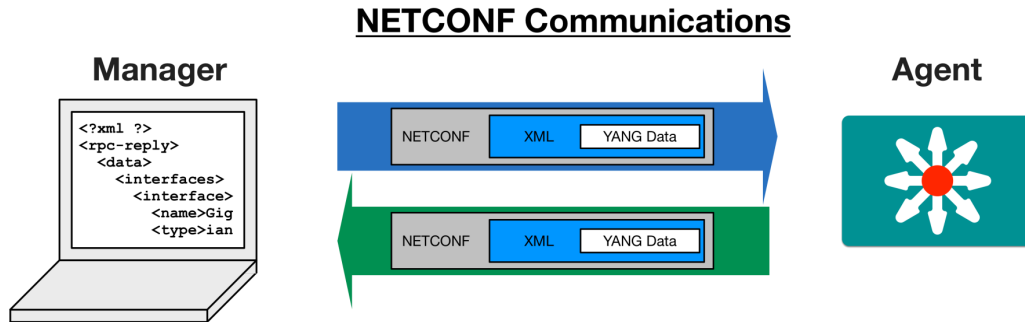 NETCONF Communications
Manager
Agent
<?xml ?>
<rpc-reply>
<data>
<interfaces>
<interface>
<name>Gig
<type>ian
NETCONF XML YANG Data
NETCONF XML YANG Data